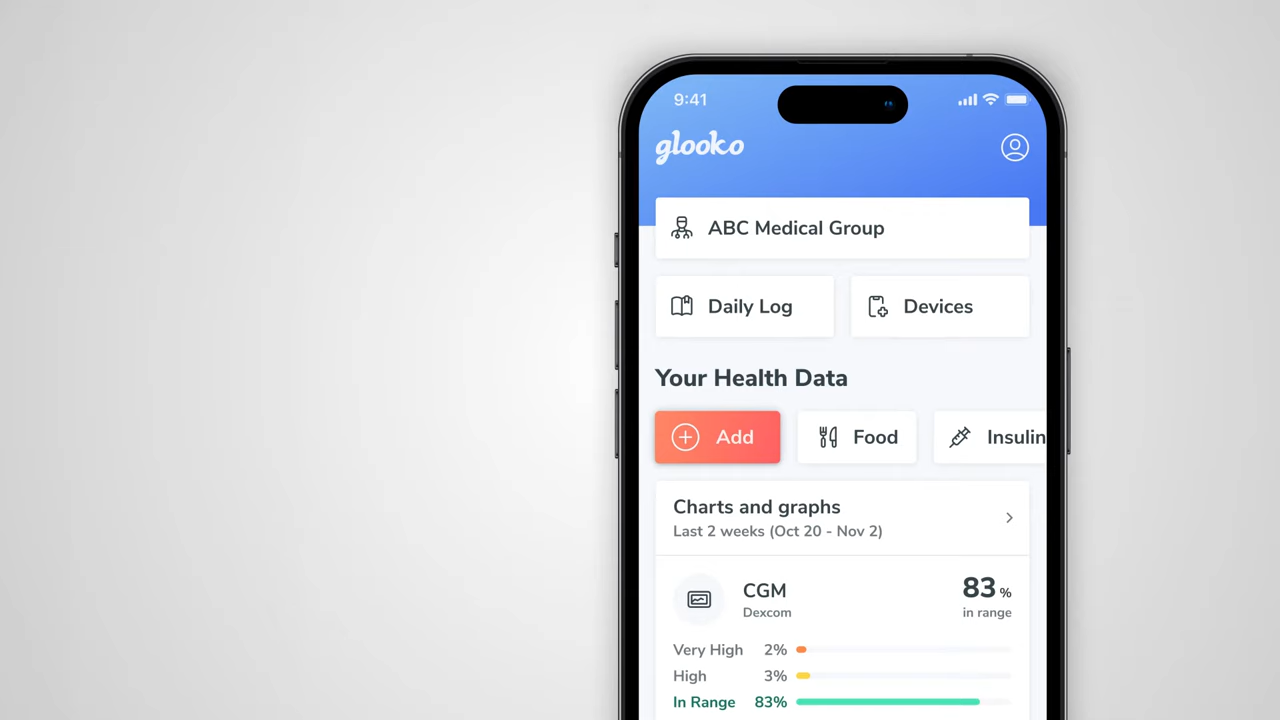 9:41
glooko
ABC Medical Group
Daily Log
Devices
Your Health Data
Add
Food
Insulin
Charts and graphs
Last 2 weeks (Oct 20 - Nov 2)
CGM
83 %
Dexcom
in range
Very High 2%
High 3%
In Range 83%